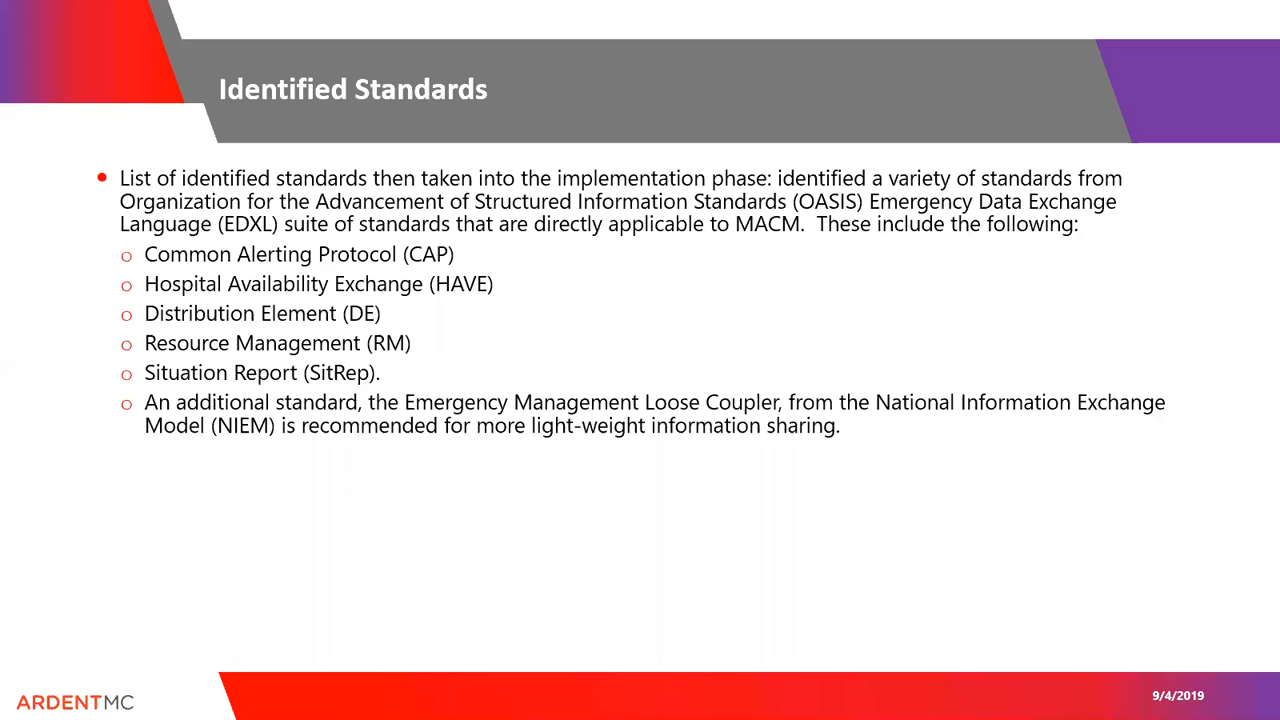 Identified Standards
• List of identified standards then taken into the implementation phase: identified a variety of standards from
Organization for the Advancement of Structured Information Standards (OASIS) Emergency Data Exchange
Language (EDXL) suite of standards that are directly applicable to MACM.  These include the following:
o Common Alerting Protocol (CAP)
o Hospital Availability Exchange (HAVE)
o Distribution Element (DE)
o Resource Management (RM)
o Situation Report (SitRep).
o An additional standard, the Emergency Management Loose Coupler, from the National Information Exchange
Model (NIEM) is recommended for more light-weight information sharing.
ARDENTMC
9/4/2019